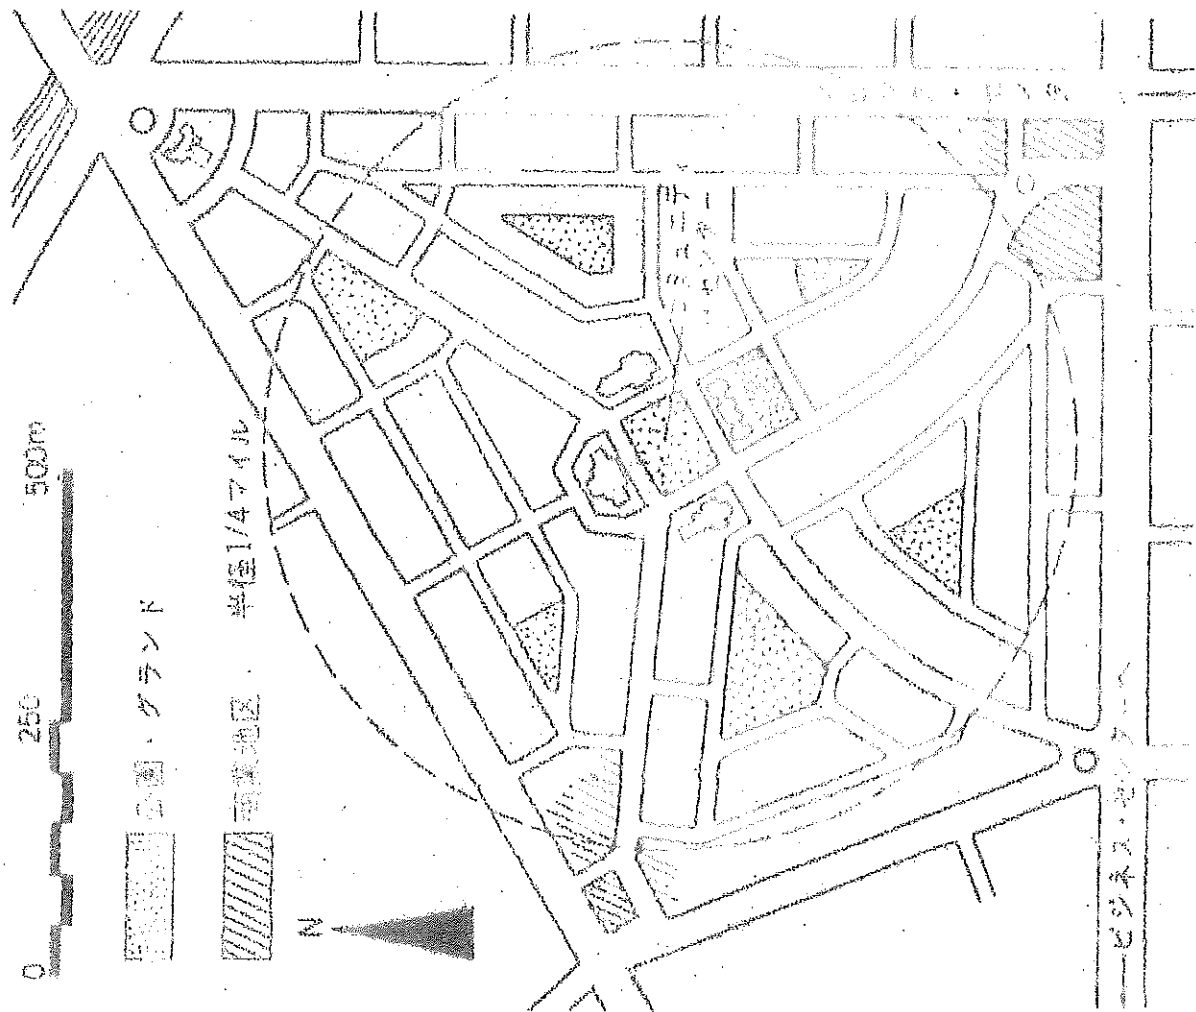 0 250 500m
公園・グランド
商業地区
半径1/4マイル
N
コミュニティ
センター
ビジネス・センターへ